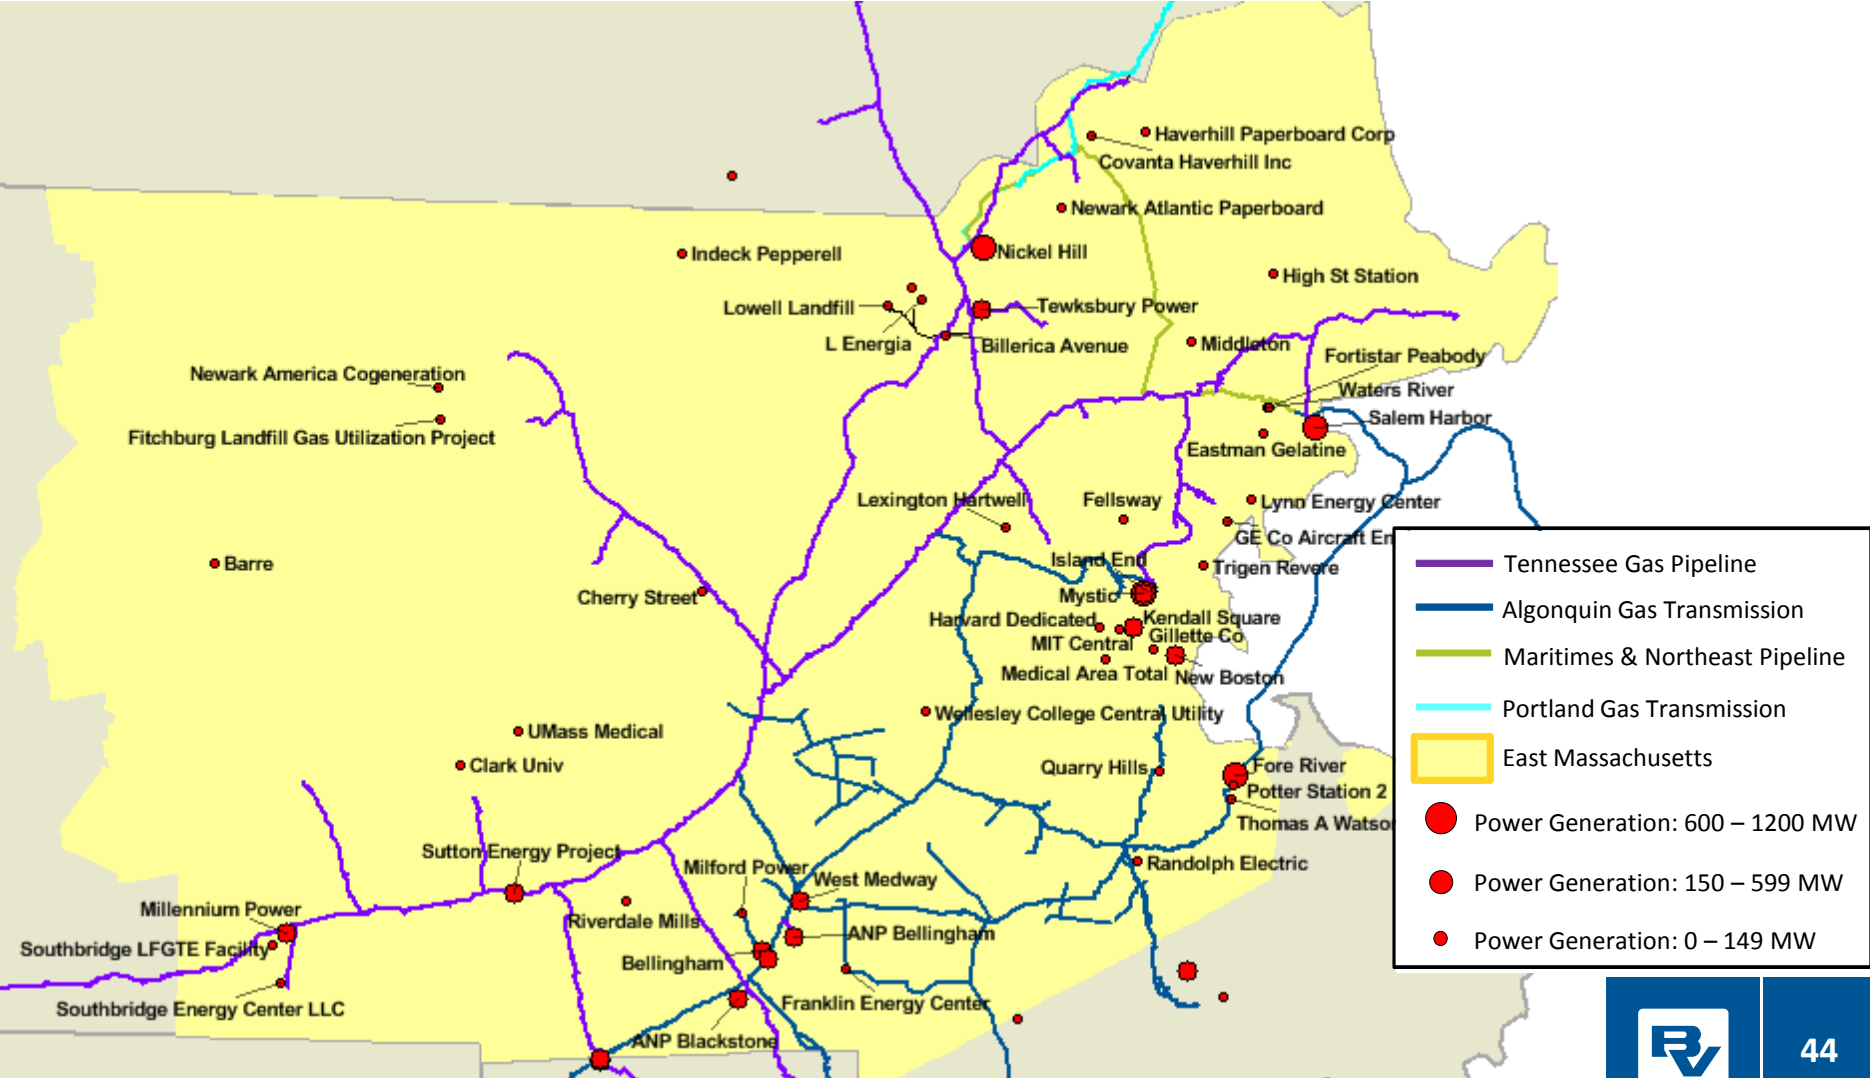 Haverhill Paperboard Corp
Covanta Haverhill Inc
Newark Atlantic Paperboard
Indeck Pepperell
Nickel Hill
High St Station
Lowell Landfill
Tewksbury Power
L Energia
Billerica Avenue
Middleton
Fortistar Peabody
Newark America Cogeneration
Waters River
Salem Harbor
Fitchburg Landfill Gas Utilization Project
Eastman Gelatine
Lexington Hartwell
Fellsway
Lynn Energy Center
GE Co Aircraft En
Island End
Barre
Trigen Revere
Cherry Street
Mystic
Harvard Dedicated
Kendall Square
MIT Central
Gillette Co
Medical Area Total
New Boston
Wellesley College Central Utility
UMass Medical
Clark Univ
Quarry Hills
Fore River
Potter Station 2
Thomas A Watson
Sutton Energy Project
Milford Power
Randolph Electric
West Medway
Millennium Power
Riverdale Mills
ANP Bellingham
Southbridge LFGTE Facility
Bellingham
Southbridge Energy Center LLC
Franklin Energy Center
ANP Blackstone
Tennessee Gas Pipeline
Algonquin Gas Transmission
Maritimes & Northeast Pipeline
Portland Gas Transmission
East Massachusetts
Power Generation: 600 – 1200 MW
Power Generation: 150 – 599 MW
Power Generation: 0 – 149 MW
BV
44